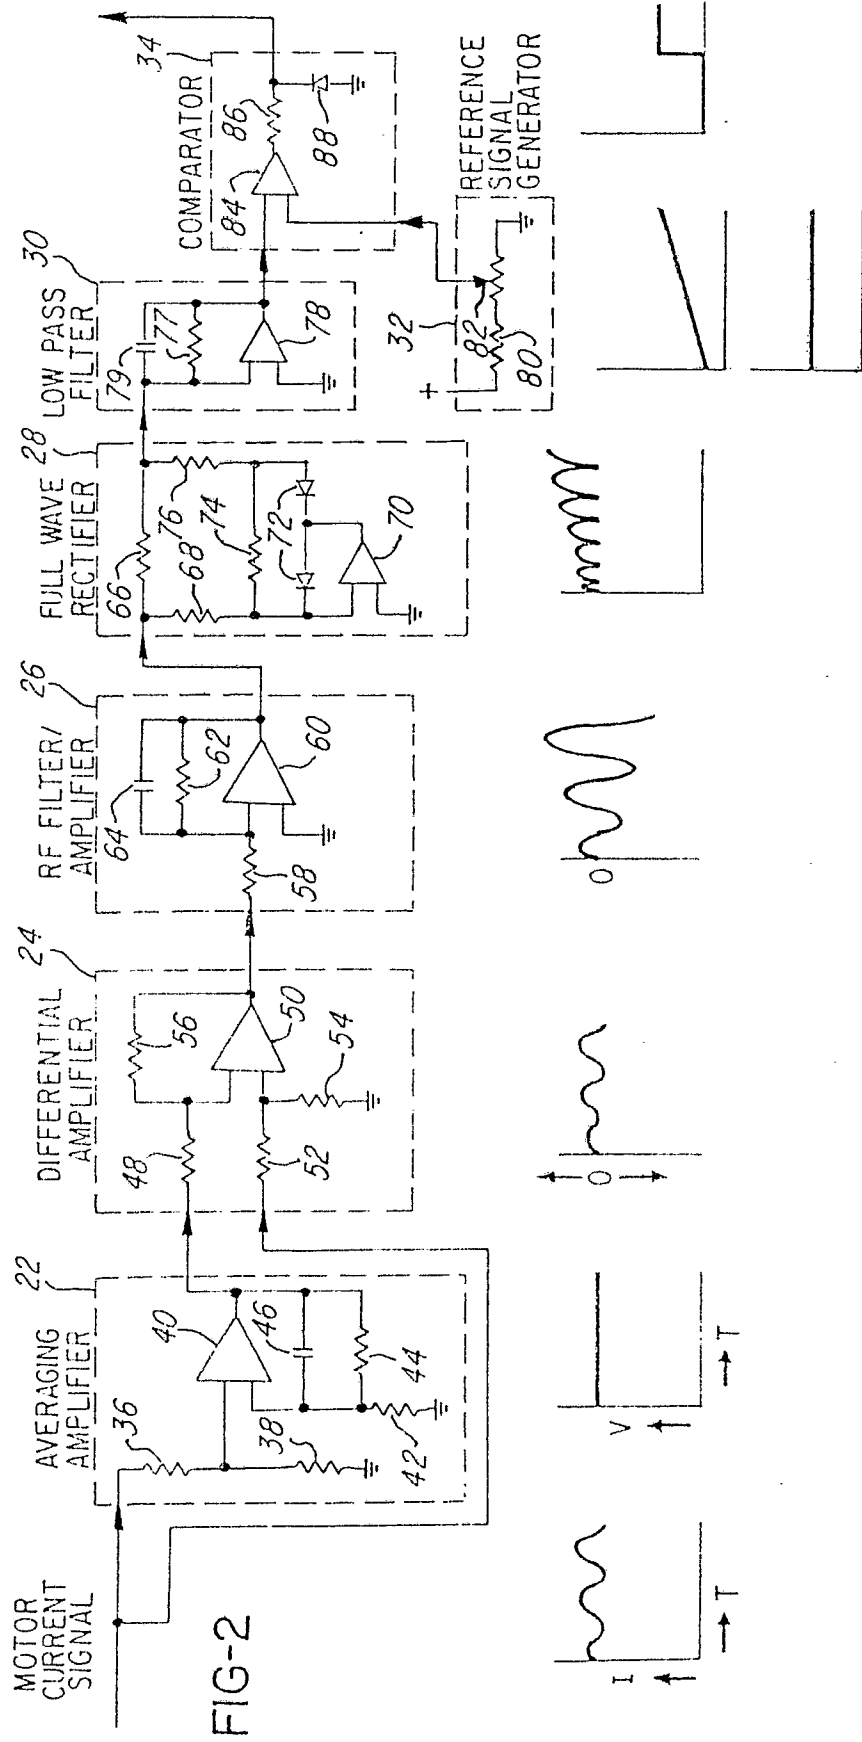 MOTOR
CURRENT
SIGNAL
AVERAGING
AMPLIFIER
22
36
38
40
46
42
44
DIFFERENTIAL
AMPLIFIER
24
48
56
50
52
54
RF FILTER/
AMPLIFIER
26
64
62
60
58
FULL WAVE
RECTIFIER
28
66
68
76
74
72
70
LOW PASS
FILTER
30
79
77
78
COMPARATOR
34
84
86
88
REFERENCE
SIGNAL
GENERATOR
32
+
82
80
FIG-2
I
T
V
T
0
0